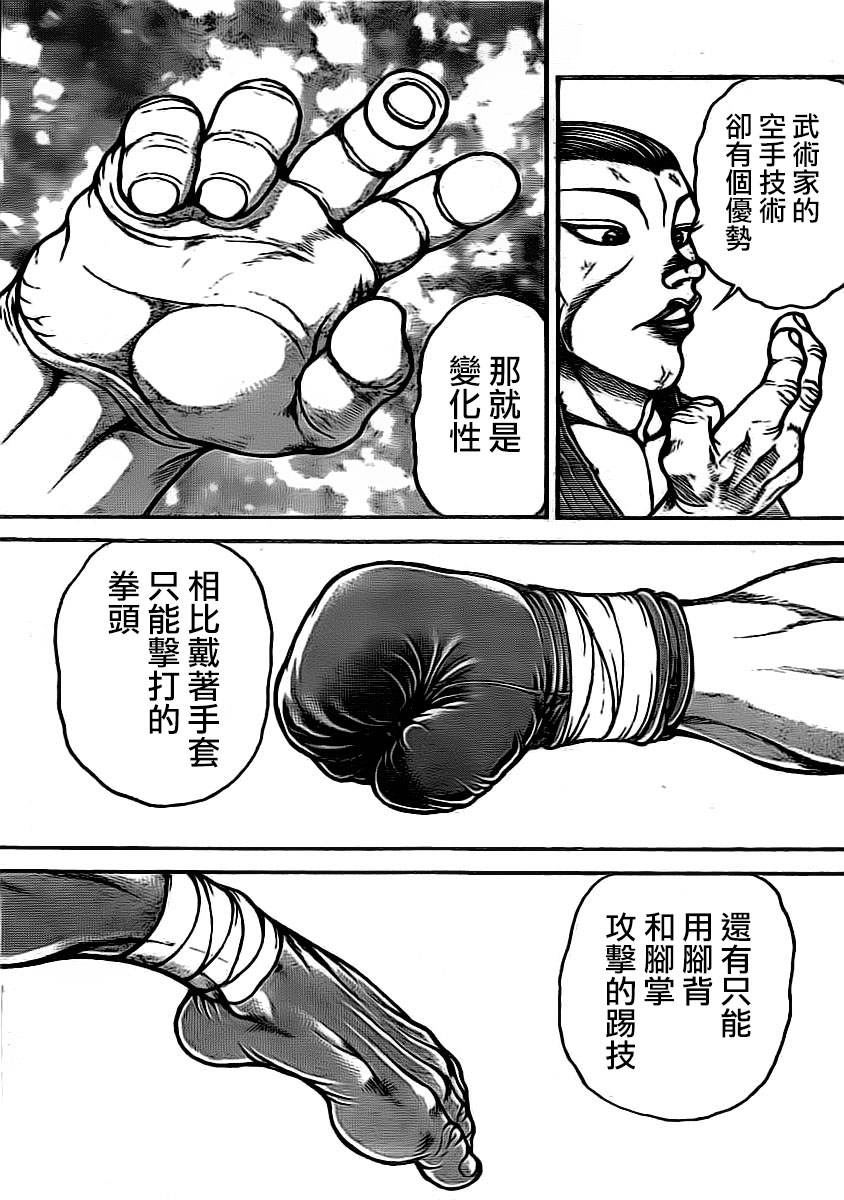 武術家的
空手技術
卻有個優勢
那就是
變化性
相比戴著手套
只能擊打的
拳頭
還有只能
用腳背
和腳掌
攻擊的踢技